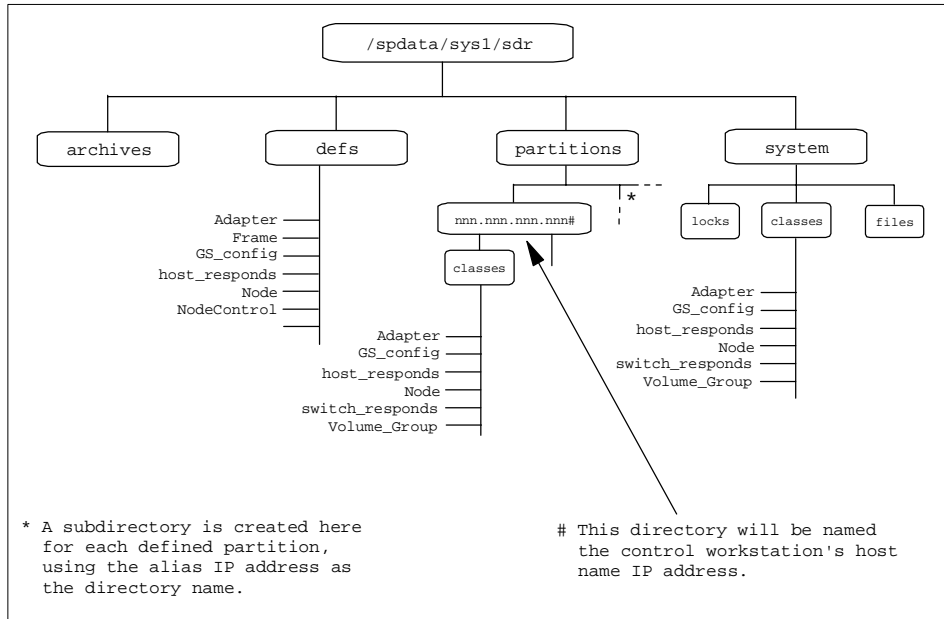 /spdata/sys1/sdr
archives
defs
partitions
system
*
nnn.nnn.nnn.nnn#
locks
classes
files
Adapter
Frame
GS_config
host_responds
Node
NodeControl
classes
Adapter
GS_config
host_responds
Node
switch_responds
Volume_Group
Adapter
GS_config
host_responds
Node
switch_responds
Volume_Group
* A subdirectory is created here
for each defined partition,
using the alias IP address as
the directory name.
# This directory will be named
the control workstation's host
name IP address.